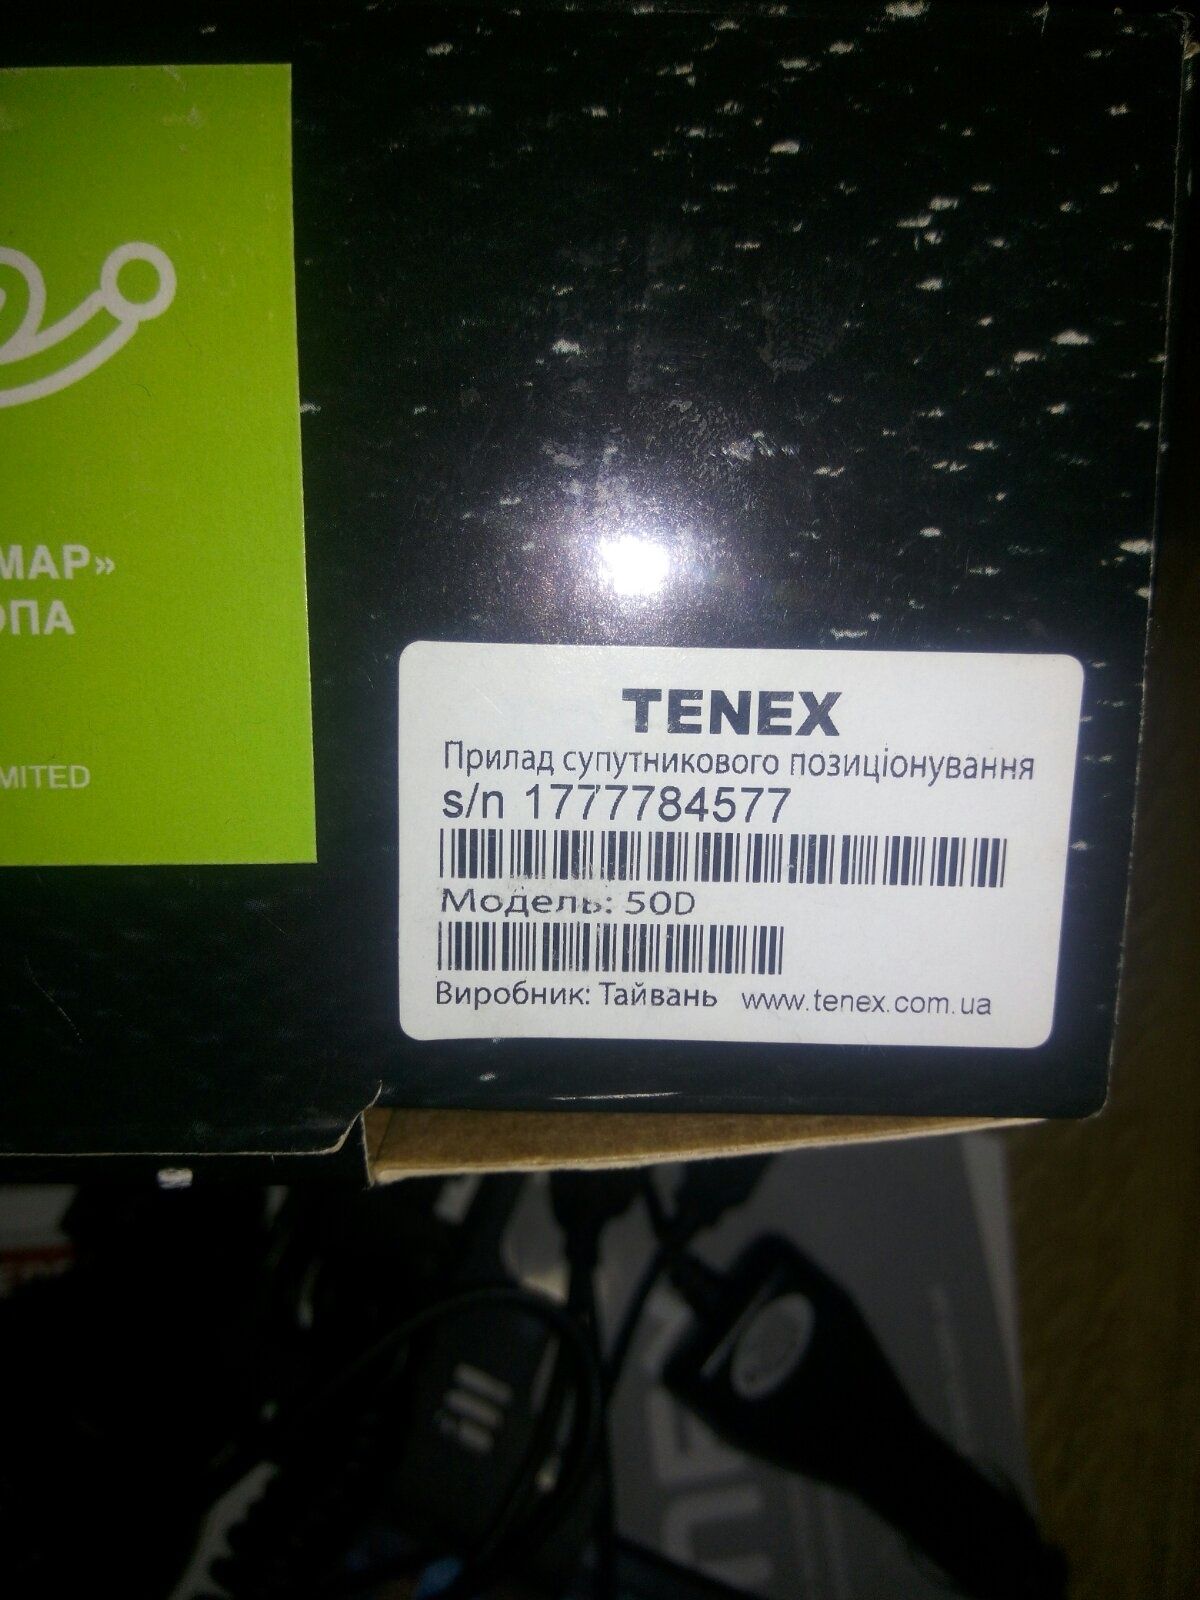 МАР»
ОПА
MITED
TENEX
Прилад супутникового позиціонування
s/n 1777784577
Модель: 50D
Виробник: Тайвань www.tenex.com.ua